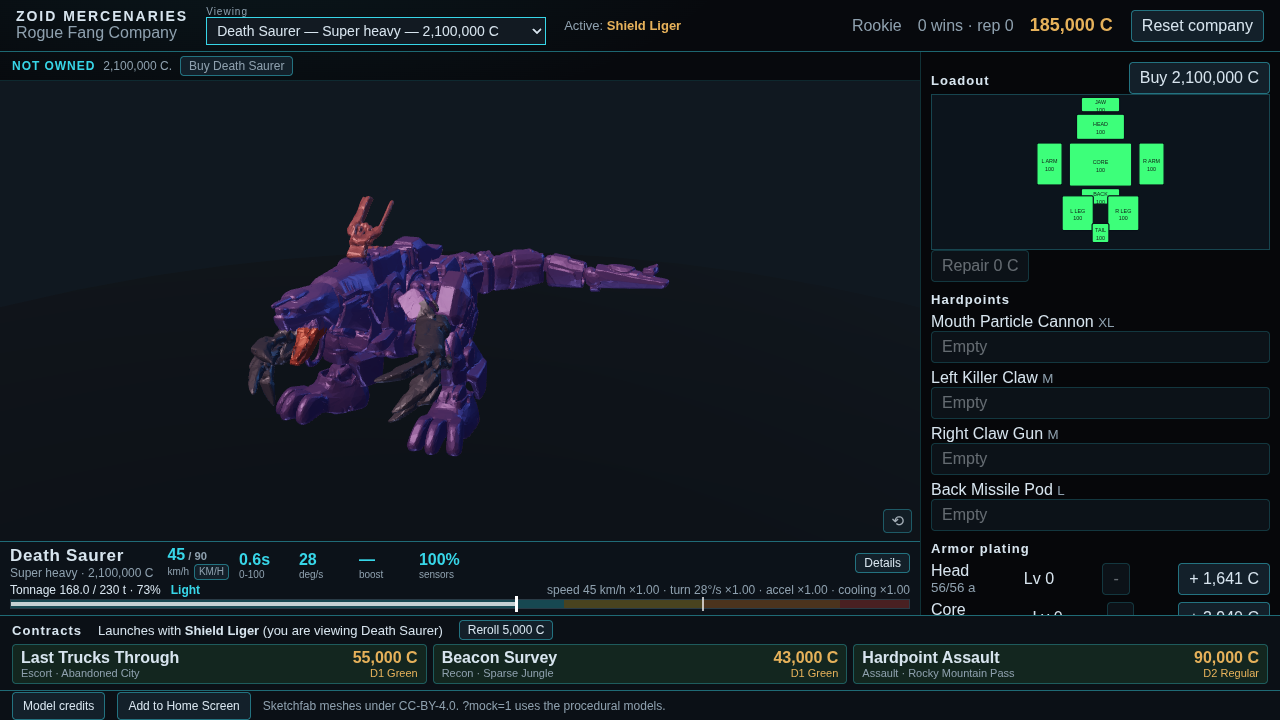 ZOID MERCENARIES
Rogue Fang Company
Viewing
Death Saurer — Super heavy — 2,100,000 C
Active: Shield Liger
Rookie 0 wins · rep 0 185,000 C
Reset company
NOT OWNED 2,100,000 C. Buy Death Saurer
Loadout
Buy 2,100,000 C
JAW
100
HEAD
100
L ARM
100
CORE
100
R ARM
100
BACK
100
L LEG
100
R LEG
100
TAIL
100
Repair 0 C
Hardpoints
Mouth Particle Cannon XL
Empty
Left Killer Claw M
Empty
Right Claw Gun M
Empty
Back Missile Pod L
Empty
Armor plating
Head
56/56 a
Lv 0
-
+ 1,641 C
Core
Death Saurer
Super heavy · 2,100,000 C
45 / 90
km/h KM/H
0.6s
0-100
28
deg/s
—
boost
100%
sensors
Details
Tonnage 168.0 / 230 t · 73% Light
speed 45 km/h ×1.00 · turn 28°/s ×1.00 · accel ×1.00 · cooling ×1.00
Contracts Launches with Shield Liger (you are viewing Death Saurer) Reroll 5,000 C
Last Trucks Through 55,000 C
Escort · Abandoned City D1 Green
Beacon Survey 43,000 C
Recon · Sparse Jungle D1 Green
Hardpoint Assault 90,000 C
Assault · Rocky Mountain Pass D2 Regular
Model credits
Add to Home Screen
Sketchfab meshes under CC-BY-4.0. ?mock=1 uses the procedural models.